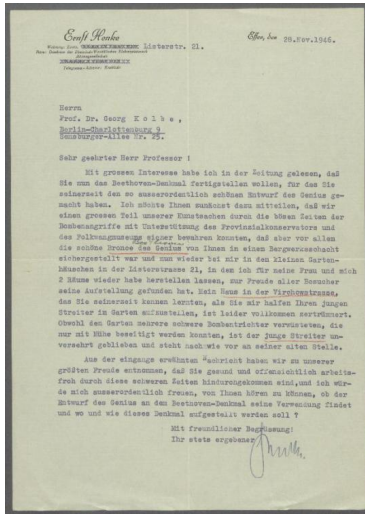 Ernst Henke
Essen, den 28.Nov.1946.
Listerstr. 21.
Herrn
Prof. Dr. Georg K o l b e ,
Berlin-Charlottenburg 9
Sensburger-Allee Nr. 25.
Sehr geehrter Herr Professor !
Mit grossem Interesse habe ich in der Zeitung gelesen, daß
Sie nun das Beethoven-Denkmal fertigstellen wollen, für das Sie
seinerzeit den so ausserordentlich schönen Entwurf des Genius ge-
macht haben. Ich möchte Ihnen zunächst dazu mitteilen, daß wir
einen grossen Teil unserer Kunstsachen durch die bösen Zeiten der
Bombenangriffe mit Unterstützung des Provinzialkonservators und
des Folkwangmuseums sicher bewahren konnten, daß aber vor allem
die schöne Bronze des Genius von Ihnen in einem Bergwerksschacht
sichergestellt war und nun wieder bei mir in dem kleinen Garten-
häuschen in der Listerstrasse 21, in dem ich für meine Frau und mich
2 Räume wieder habe herstellen lassen, zur Freude aller Besucher
seine Aufstellung gefunden hat. Mein Haus in der Virchowstrasse,
das Sie seinerzeit kennen lernten, als Sie mir halfen Ihren jungen
Streiter im Garten aufzustellen, ist leider vollkommen zertrümmert.
Obwohl den Garten mehrere schwere Bombentrichter verwüsteten, die
nur mit Mühe beseitigt werden konnten, ist der junge Streiter un-
versehrt geblieben und steht nach wie vor an seiner alten Stelle.
Aus der eingangs erwähnten Nachricht haben wir zu unserer
größten Freude entnommen, daß Sie gesund und offensichtlich arbeits-
froh durch diese schweren Zeiten hindurchgekommen sind, und ich wür-
de mich ausserordentlich freuen, von Ihnen hören zu können, ob der
Entwurf des Genius an dem Beethoven-Denkmal seine Verwendung findet
und wo und wie dieses Denkmal aufgestellt werden soll ?
Mit freundlicher Begrüssung!
Ihr stets ergebener